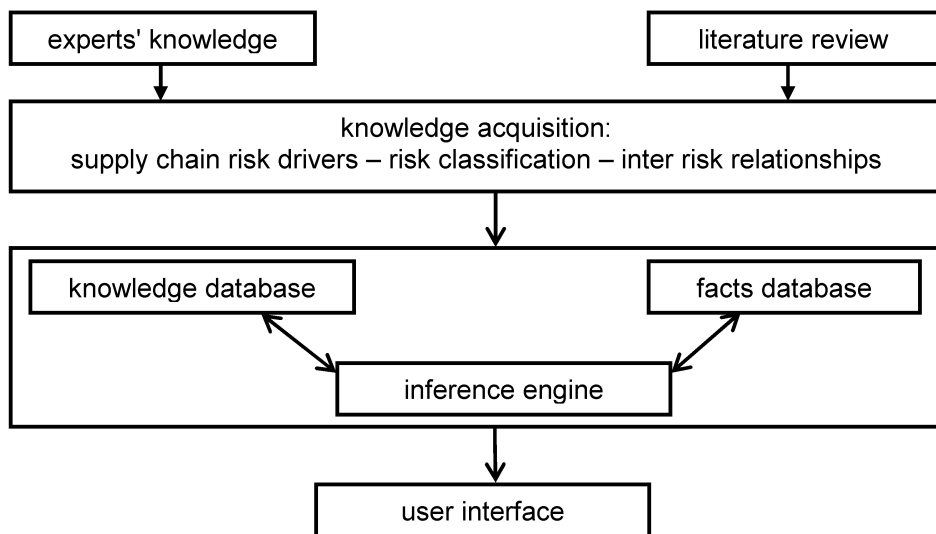 experts' knowledge
literature review
knowledge acquisition:
supply chain risk drivers – risk classification – inter risk relationships
knowledge database
facts database
inference engine
user interface